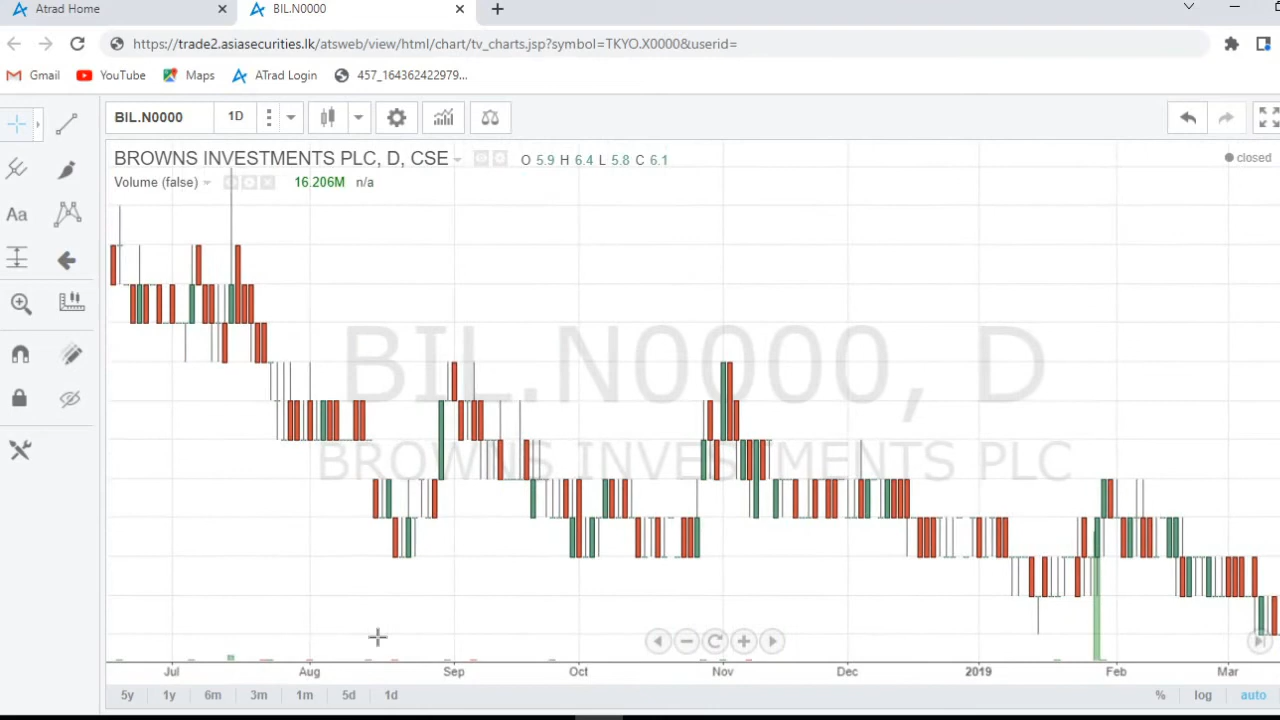 Atrad Home
BIL.N0000
https://trade2.asiasecurities.lk/atsweb/view/html/chart/tv_charts.jsp?symbol=TKYO.X0000&userid=
Gmail YouTube Maps ATrad Login 457_164362422979...
BIL.N0000 1D
BROWNS INVESTMENTS PLC, D, CSE O 5.9 H 6.4 L 5.8 C 6.1 closed
Volume (false) 16.206M n/a
Aa
BIL.N0000, D
BROWNS INVESTMENTS PLC
Jul Aug Sep Oct Nov Dec 2019 Feb Mar
5y 1y 6m 3m 1m 5d 1d % log auto